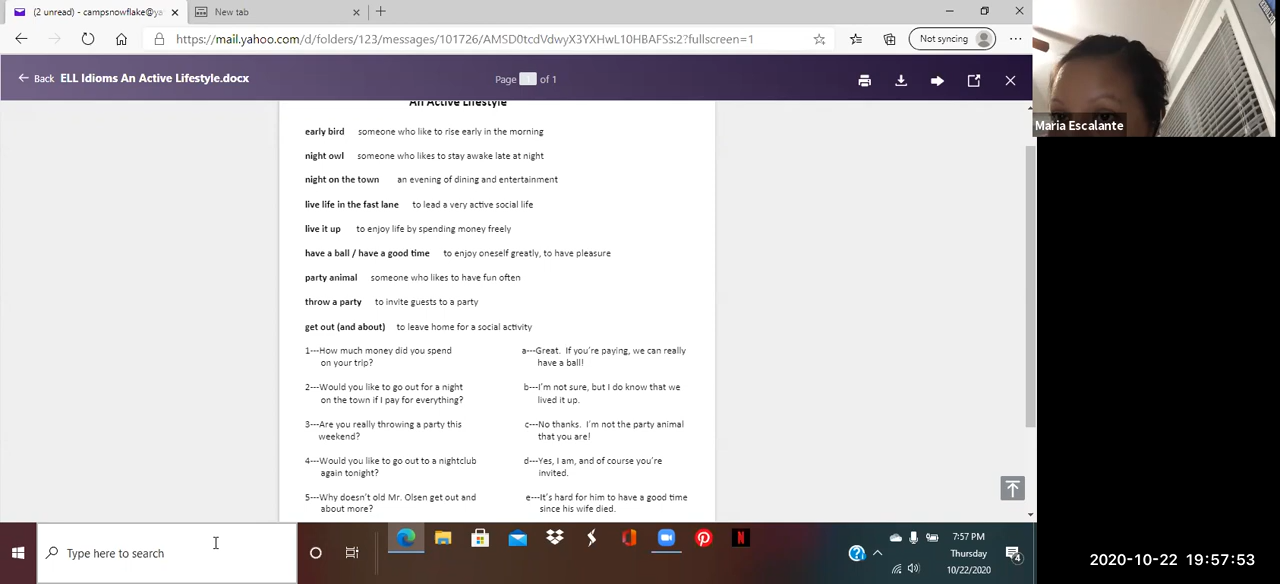 (2 unread) - campsnowflake@ya
New tab
https://mail.yahoo.com/d/folders/123/messages/101726/AMSD0tcdVdwyX3YXHwL10HBAFSs:2?fullscreen=1
Not syncing
Back ELL Idioms An Active Lifestyle.docx
Page 1 of 1
Maria Escalante
An Active Lifestyle
early bird someone who like to rise early in the morning
night owl someone who likes to stay awake late at night
night on the town an evening of dining and entertainment
live life in the fast lane to lead a very active social life
live it up to enjoy life by spending money freely
have a ball / have a good time to enjoy oneself greatly, to have pleasure
party animal someone who likes to have fun often
throw a party to invite guests to a party
get out (and about) to leave home for a social activity
1---How much money did you spend
on your trip?
a---Great. If you're paying, we can really
have a ball!
2---Would you like to go out for a night
on the town if I pay for everything?
b---I'm not sure, but I do know that we
lived it up.
3---Are you really throwing a party this
weekend?
c---No thanks. I'm not the party animal
that you are!
4---Would you like to go out to a nightclub
again tonight?
d---Yes, I am, and of course you're
invited.
5---Why doesn't old Mr. Olsen get out and
about more?
e---It's hard for him to have a good time
since his wife died.
Type here to search
7:57 PM
Thursday
10/22/2020
4
2020-10-22 19:57:53